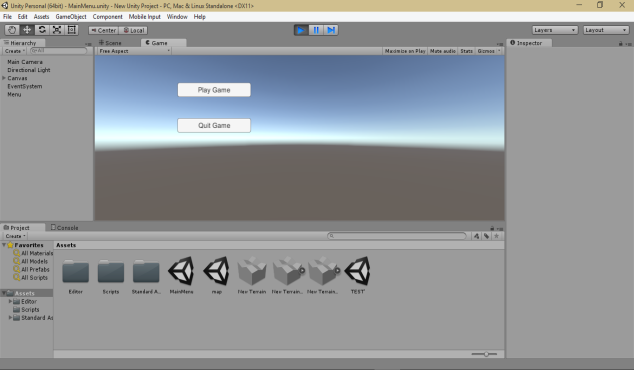 Unity Personal (64bit) - MainMenu.unity - New Unity Project - PC, Mac & Linux Standalone <DX11>
File Edit Assets GameObject Component Mobile Input Window Help
Center Local Layers Layout
Hierarchy Scene Game Inspector
Create All Free Aspect Maximize on Play Mute audio Stats Gizmos
Main Camera
Directional Light
Canvas
EventSystem
Menu
Play Game
Quit Game
Project Console
Create
Favorites Assets
All Materials
All Models
All Prefabs
All Scripts
Editor Scripts Standard A... MainMenu map New Terrain New Terrain... New Terrain... TEST
Assets
Editor
Scripts
Standard As